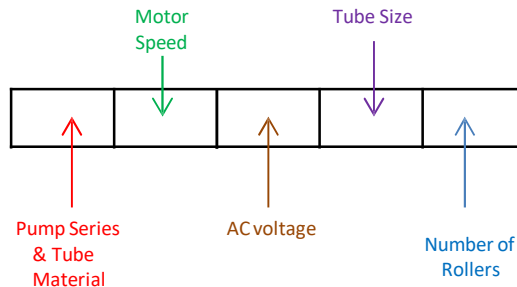 Motor
Speed
Tube Size
Pump Series
& Tube
Material
AC voltage
Number of
Rollers